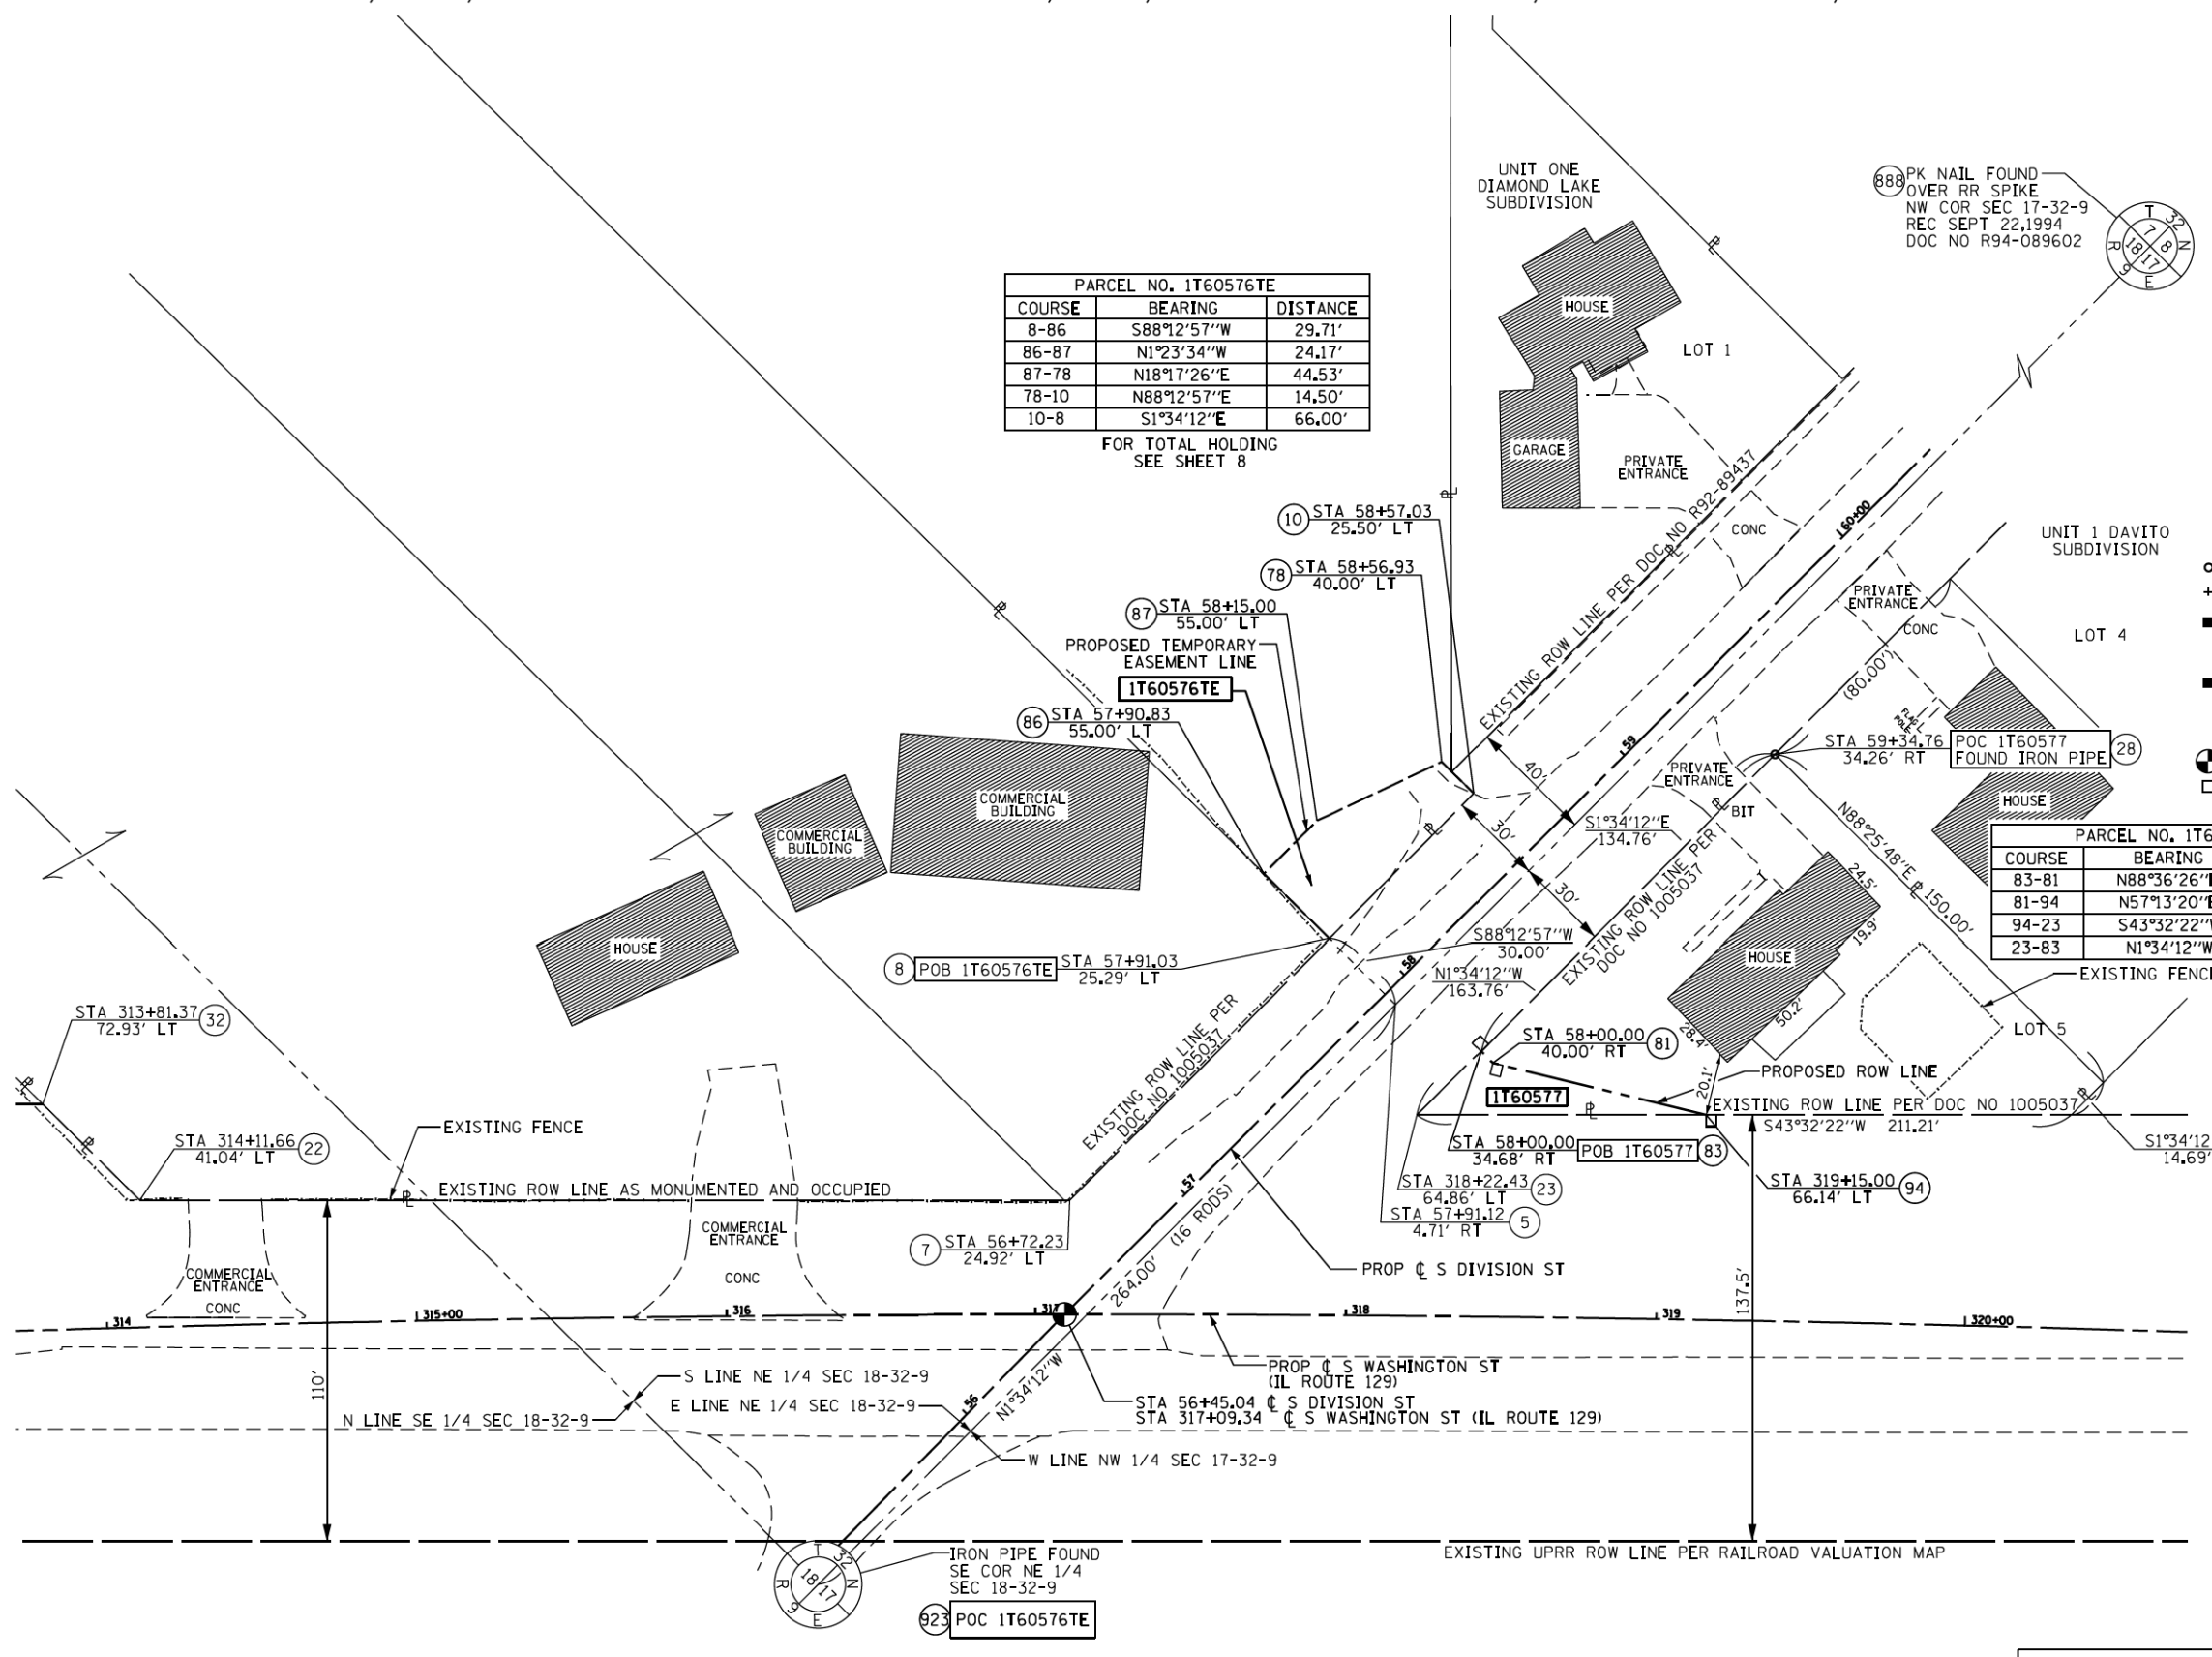 UNIT ONE
DIAMOND LAKE
SUBDIVISION
888
PK NAIL FOUND
OVER RR SPIKE
NW COR SEC 17-32-9
REC SEPT 22,1994
DOC NO R94-089602
T
32
N
R
7
8
18
17
9
E
PARCEL NO. 1T60576TE
COURSE BEARING DISTANCE
8-86 S88°12'57''W 29.71'
86-87 N1°23'34''W 24.17'
87-78 N18°17'26''E 44.53'
78-10 N88°12'57''E 14.50'
10-8 S1°34'12''E 66.00'
FOR TOTAL HOLDING
SEE SHEET 8
HOUSE
LOT 1
GARAGE
PRIVATE
ENTRANCE
CONC
EXISTING ROW LINE PER DOC NO R92-89437
60+00
UNIT 1 DAVITO
SUBDIVISION
10
STA 58+57.03
25.50' LT
78
STA 58+56.93
40.00' LT
87
STA 58+15.00
55.00' LT
PROPOSED TEMPORARY
EASEMENT LINE
1T60576TE
86
STA 57+90.83
55.00' LT
PRIVATE
ENTRANCE
CONC
LOT 4
(80.00')
FLAG
POLE
59
STA 59+34.76
34.26' RT
POC 1T60577
FOUND IRON PIPE
28
COMMERCIAL
BUILDING
COMMERCIAL
BUILDING
HOUSE
40'
30'
30'
PRIVATE
ENTRANCE
BIT
S1°34'12''E
134.76'
HOUSE
N88°25'48''E
150.00'
PARCEL NO. 1T6
COURSE BEARING
83-81 N88°36'26''
81-94 N57°13'20''
94-23 S43°32'22''
23-83 N1°34'12''W
EXISTING FENCE
24.5'
19.9'
HOUSE
50.2'
28.4'
20.1'
LOT 5
EXISTING ROW LINE PER
DOC NO 1005037
S88°12'57''W
30.00'
58
N1°34'12''W
163.76'
8
POB 1T60576TE
STA 57+91.03
25.29' LT
STA 313+81.37
72.93' LT
32
STA 58+00.00
40.00' RT
81
PROPOSED ROW LINE
1T60577
EXISTING ROW LINE PER DOC NO 1005037
S43°32'22''W 211.21'
EXISTING ROW LINE PER
DOC NO 1005037
EXISTING FENCE
STA 314+11.66
41.04' LT
22
STA 58+00.00
34.68' RT
POB 1T60577
83
S1°34'12
14.69'
EXISTING ROW LINE AS MONUMENTED AND OCCUPIED
57
STA 318+22.43
64.86' LT
23
STA 319+15.00
66.14' LT
94
STA 57+91.12
4.71' RT
5
COMMERCIAL
ENTRANCE
CONC
7
STA 56+72.23
24.92' LT
264.00' (16 RODS)
PROP ℄ S DIVISION ST
COMMERCIAL
ENTRANCE
CONC
137.5'
314
315+00
316
317
318
319
320+00
110'
S LINE NE 1/4 SEC 18-32-9
E LINE NE 1/4 SEC 18-32-9
N LINE SE 1/4 SEC 18-32-9
56
N1°34'12''W
PROP ℄ S WASHINGTON ST
(IL ROUTE 129)
STA 56+45.04 ℄ S DIVISION ST
STA 317+09.34 ℄ S WASHINGTON ST (IL ROUTE 129)
W LINE NW 1/4 SEC 17-32-9
EXISTING UPRR ROW LINE PER RAILROAD VALUATION MAP
T
32
N
R
18
17
9
E
IRON PIPE FOUND
SE COR NE 1/4
SEC 18-32-9
923
POC 1T60576TE